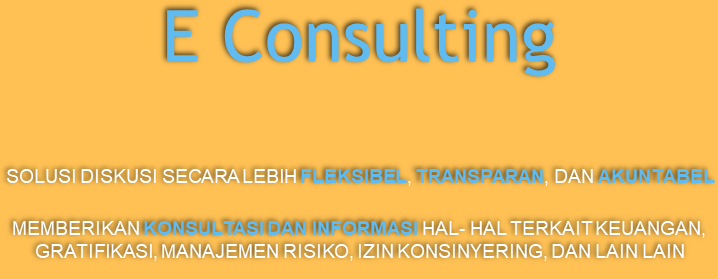 E Consulting
SOLUSI DISKUSI SECARA LEBIH FLEKSIBEL, TRANSPARAN, DAN AKUNTABEL
MEMBERIKAN KONSULTASI DAN INFORMASI HAL- HAL TERKAIT KEUANGAN,
GRATIFIKASI, MANAJEMEN RISIKO, IZIN KONSINYERING, DAN LAIN LAIN